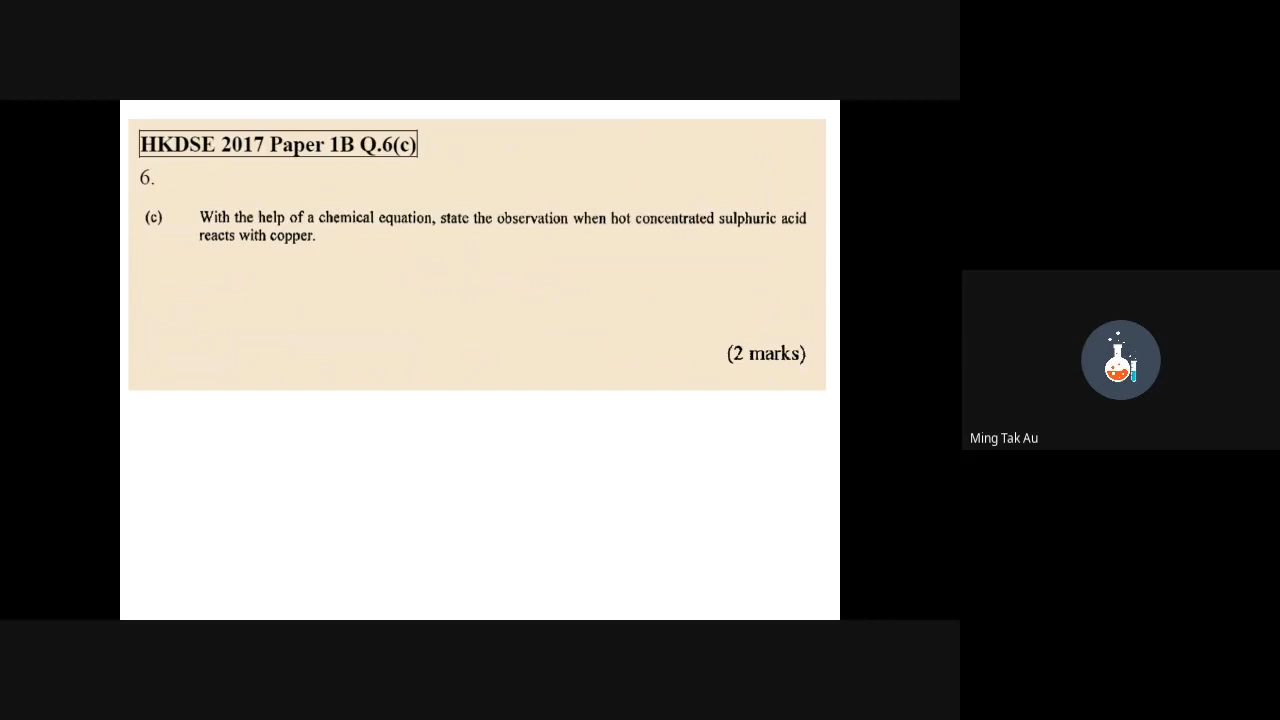 HKDSE 2017 Paper 1B Q.6(c)
6.
(c) With the help of a chemical equation, state the observation when hot concentrated sulphuric acid
reacts with copper.
(2 marks)
Ming Tak Au